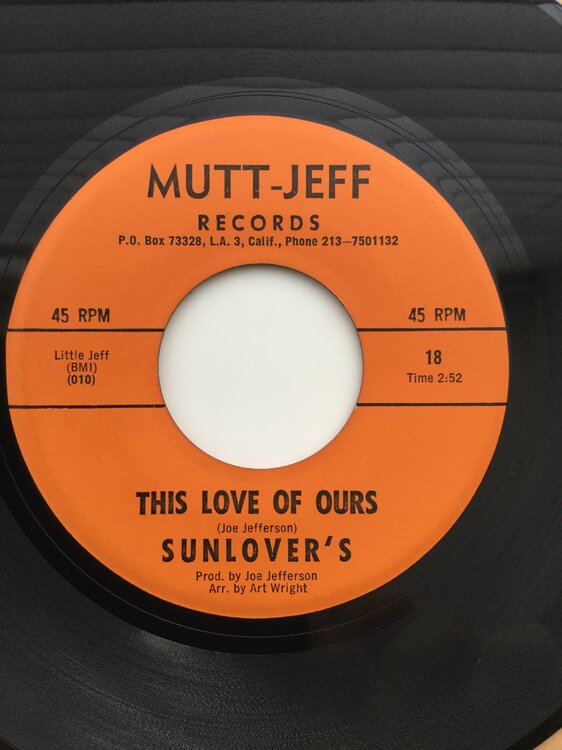 MUTT-JEFF
RECORDS
P.O. Box 73328, L.A. 3, Calif., Phone 213—7501132
45 RPM
45 RPM
Little Jeff
(BMI)
(010)
18
Time 2:52
THIS LOVE OF OURS
(Joe Jefferson)
SUNLOVER'S
Prod. by Joe Jefferson
Arr. by Art Wright